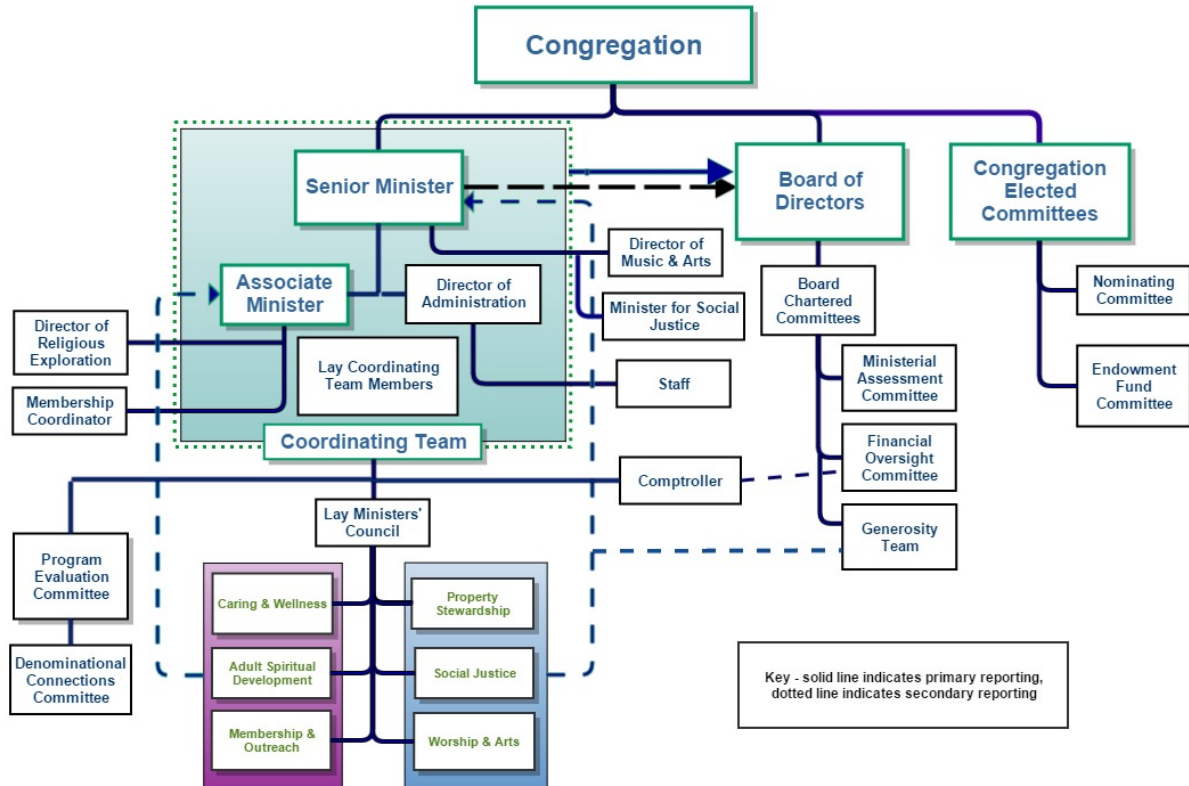 Congregation
Senior Minister
Board of
Directors
Congregation
Elected
Committees
Director of
Music & Arts
Associate
Minister
Director of
Administration
Board
Chartered
Committees
Nominating
Committee
Director of
Religious
Exploration
Minister for Social
Justice
Lay Coordinating
Team Members
Staff
Ministerial
Assessment
Committee
Endowment
Fund
Committee
Membership
Coordinator
Coordinating Team
Financial
Oversight
Committee
Comptroller
Lay Ministers'
Council
Generosity
Team
Program
Evaluation
Committee
Caring & Wellness
Property
Stewardship
Denominational
Connections
Committee
Adult Spiritual
Development
Social Justice
Key - solid line indicates primary reporting,
dotted line indicates secondary reporting
Membership &
Outreach
Worship & Arts